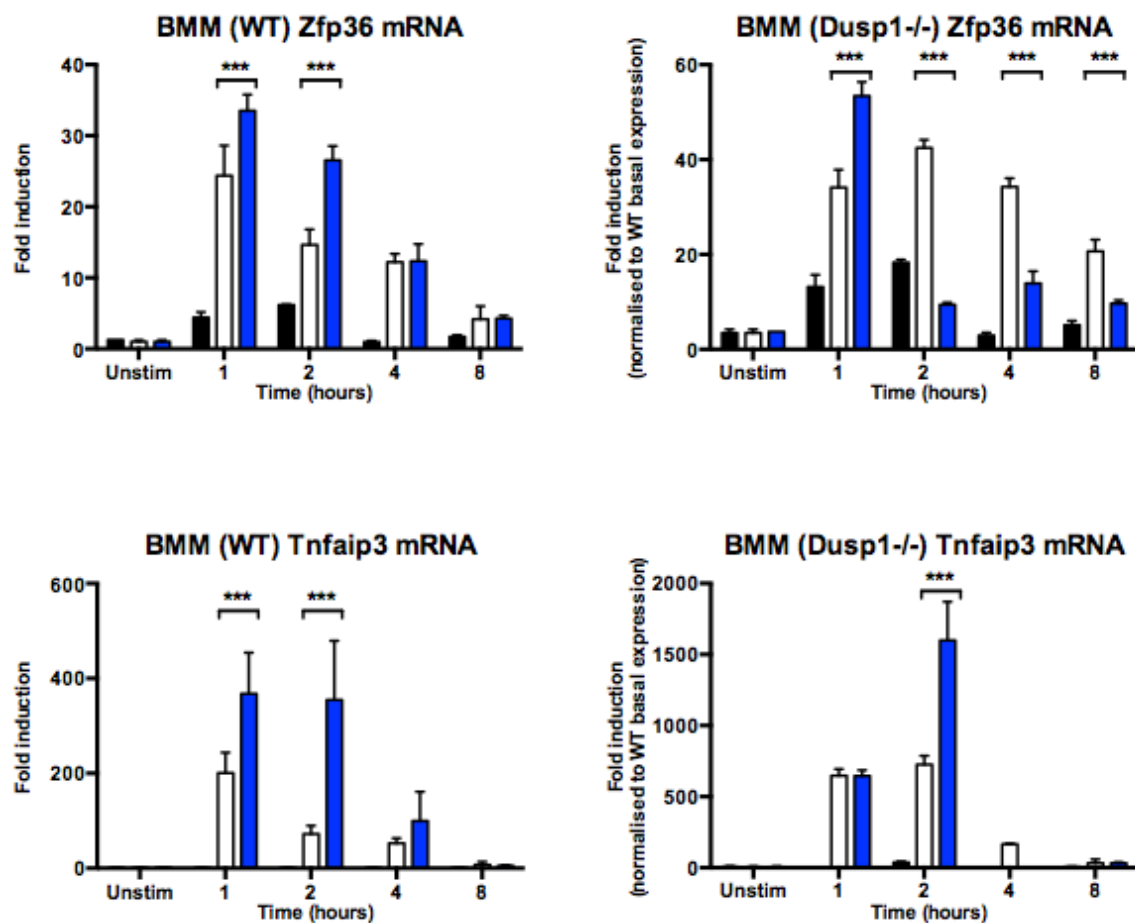 BMM (WT) Zfp36 mRNA
*** ***
Fold induction
40
30
20
10
0
Unstim 1 2 4 8
Time (hours)
BMM (Dusp1-/-) Zfp36 mRNA
*** *** *** ***
Fold induction
(normalised to WT basal expression)
60
40
20
0
Unstim 1 2 4 8
Time (hours)
BMM (WT) Tnfaip3 mRNA
*** ***
Fold induction
600
400
200
0
Unstim 1 2 4 8
Time (hours)
BMM (Dusp1-/-) Tnfaip3 mRNA
***
Fold induction
(normalised to WT basal expression)
2000
1500
1000
500
0
Unstim 1 2 4 8
Time (hours)